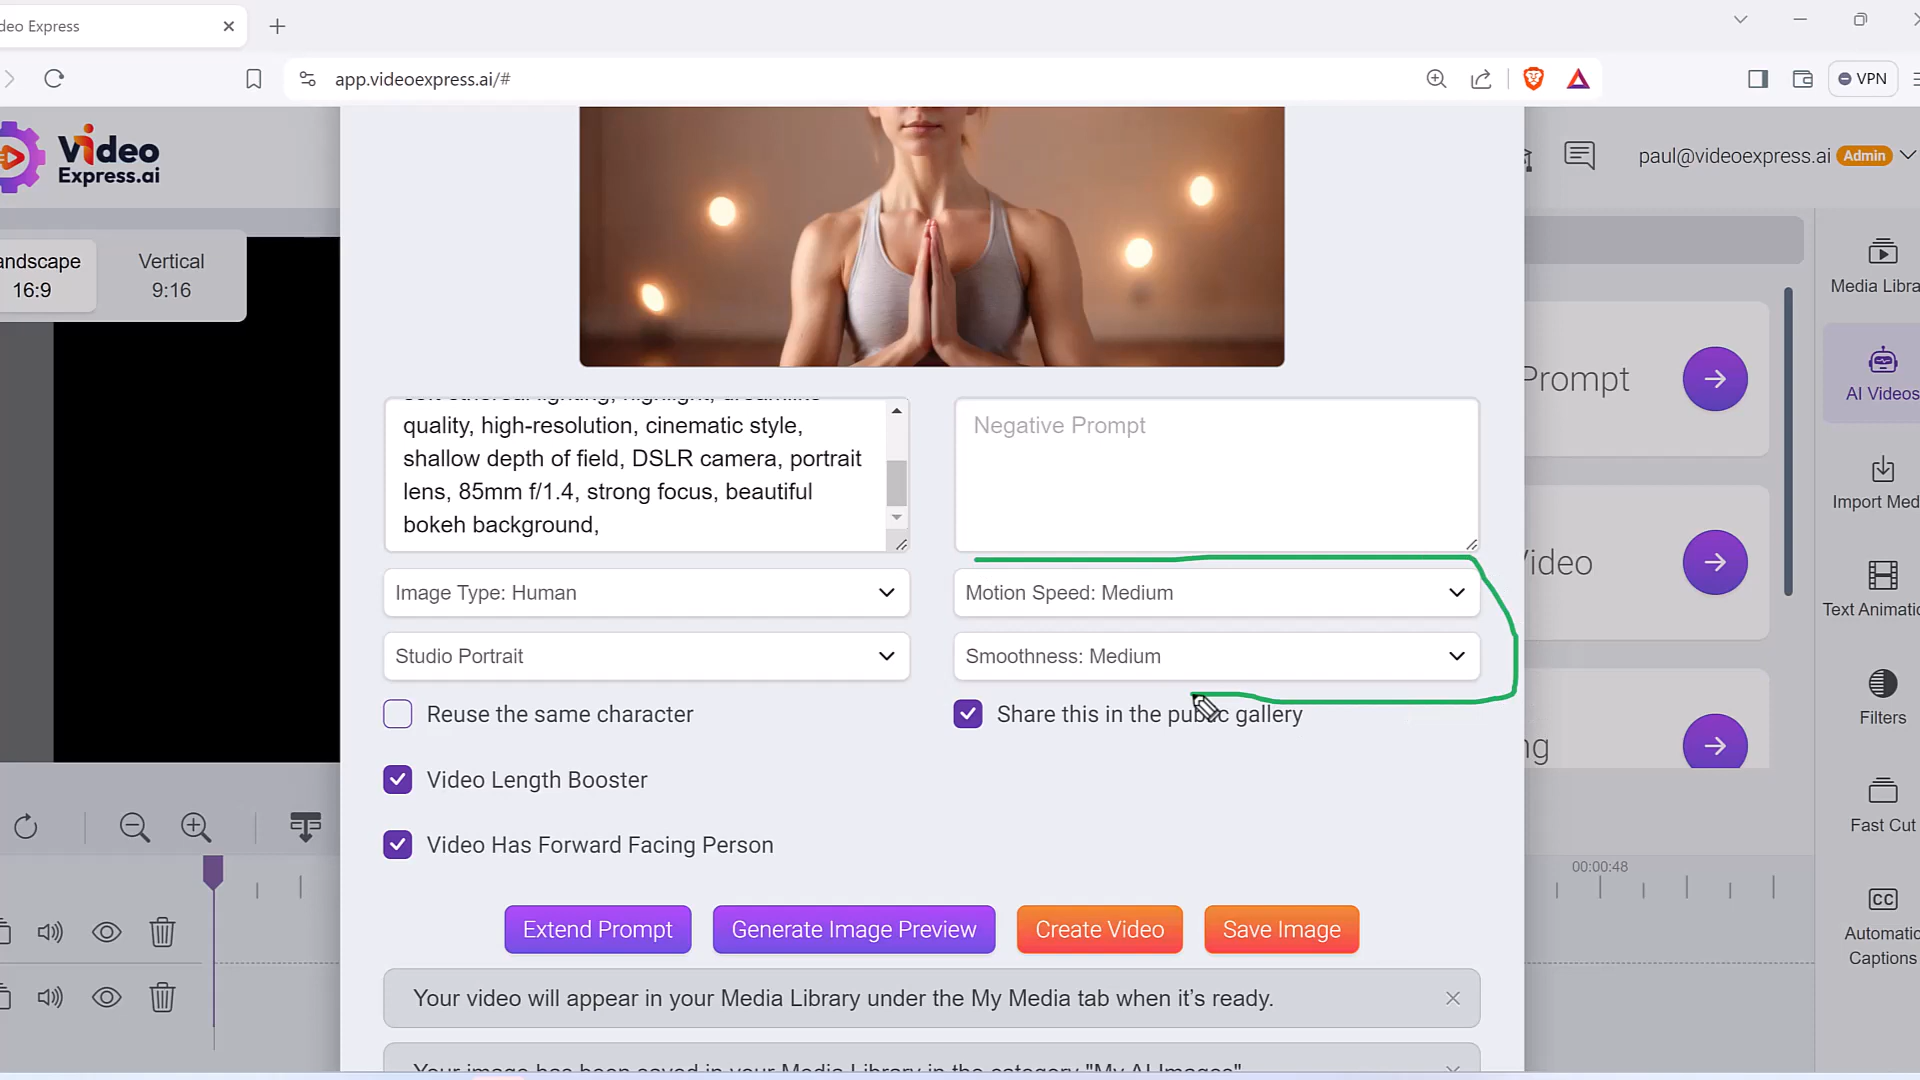 deo Express
app.videoexpress.ai/#
VPN
Video
Express.ai
paul@videoexpress.ai Admin
andscape
16:9
Vertical
9:16
Media Libra
AI Videos
Import Med
Text Animatio
Filters
Fast Cut
CC
Automatic
Captions
Prompt
Video
ng
quality, high-resolution, cinematic style,
shallow depth of field, DSLR camera, portrait
lens, 85mm f/1.4, strong focus, beautiful
bokeh background,
Negative Prompt
Image Type: Human
Motion Speed: Medium
Studio Portrait
Smoothness: Medium
Reuse the same character
Share this in the public gallery
Video Length Booster
Video Has Forward Facing Person
00:00:48
Extend Prompt
Generate Image Preview
Create Video
Save Image
Your video will appear in your Media Library under the My Media tab when it's ready.
Your image has been saved in your Media Library in the category "My AI Images"